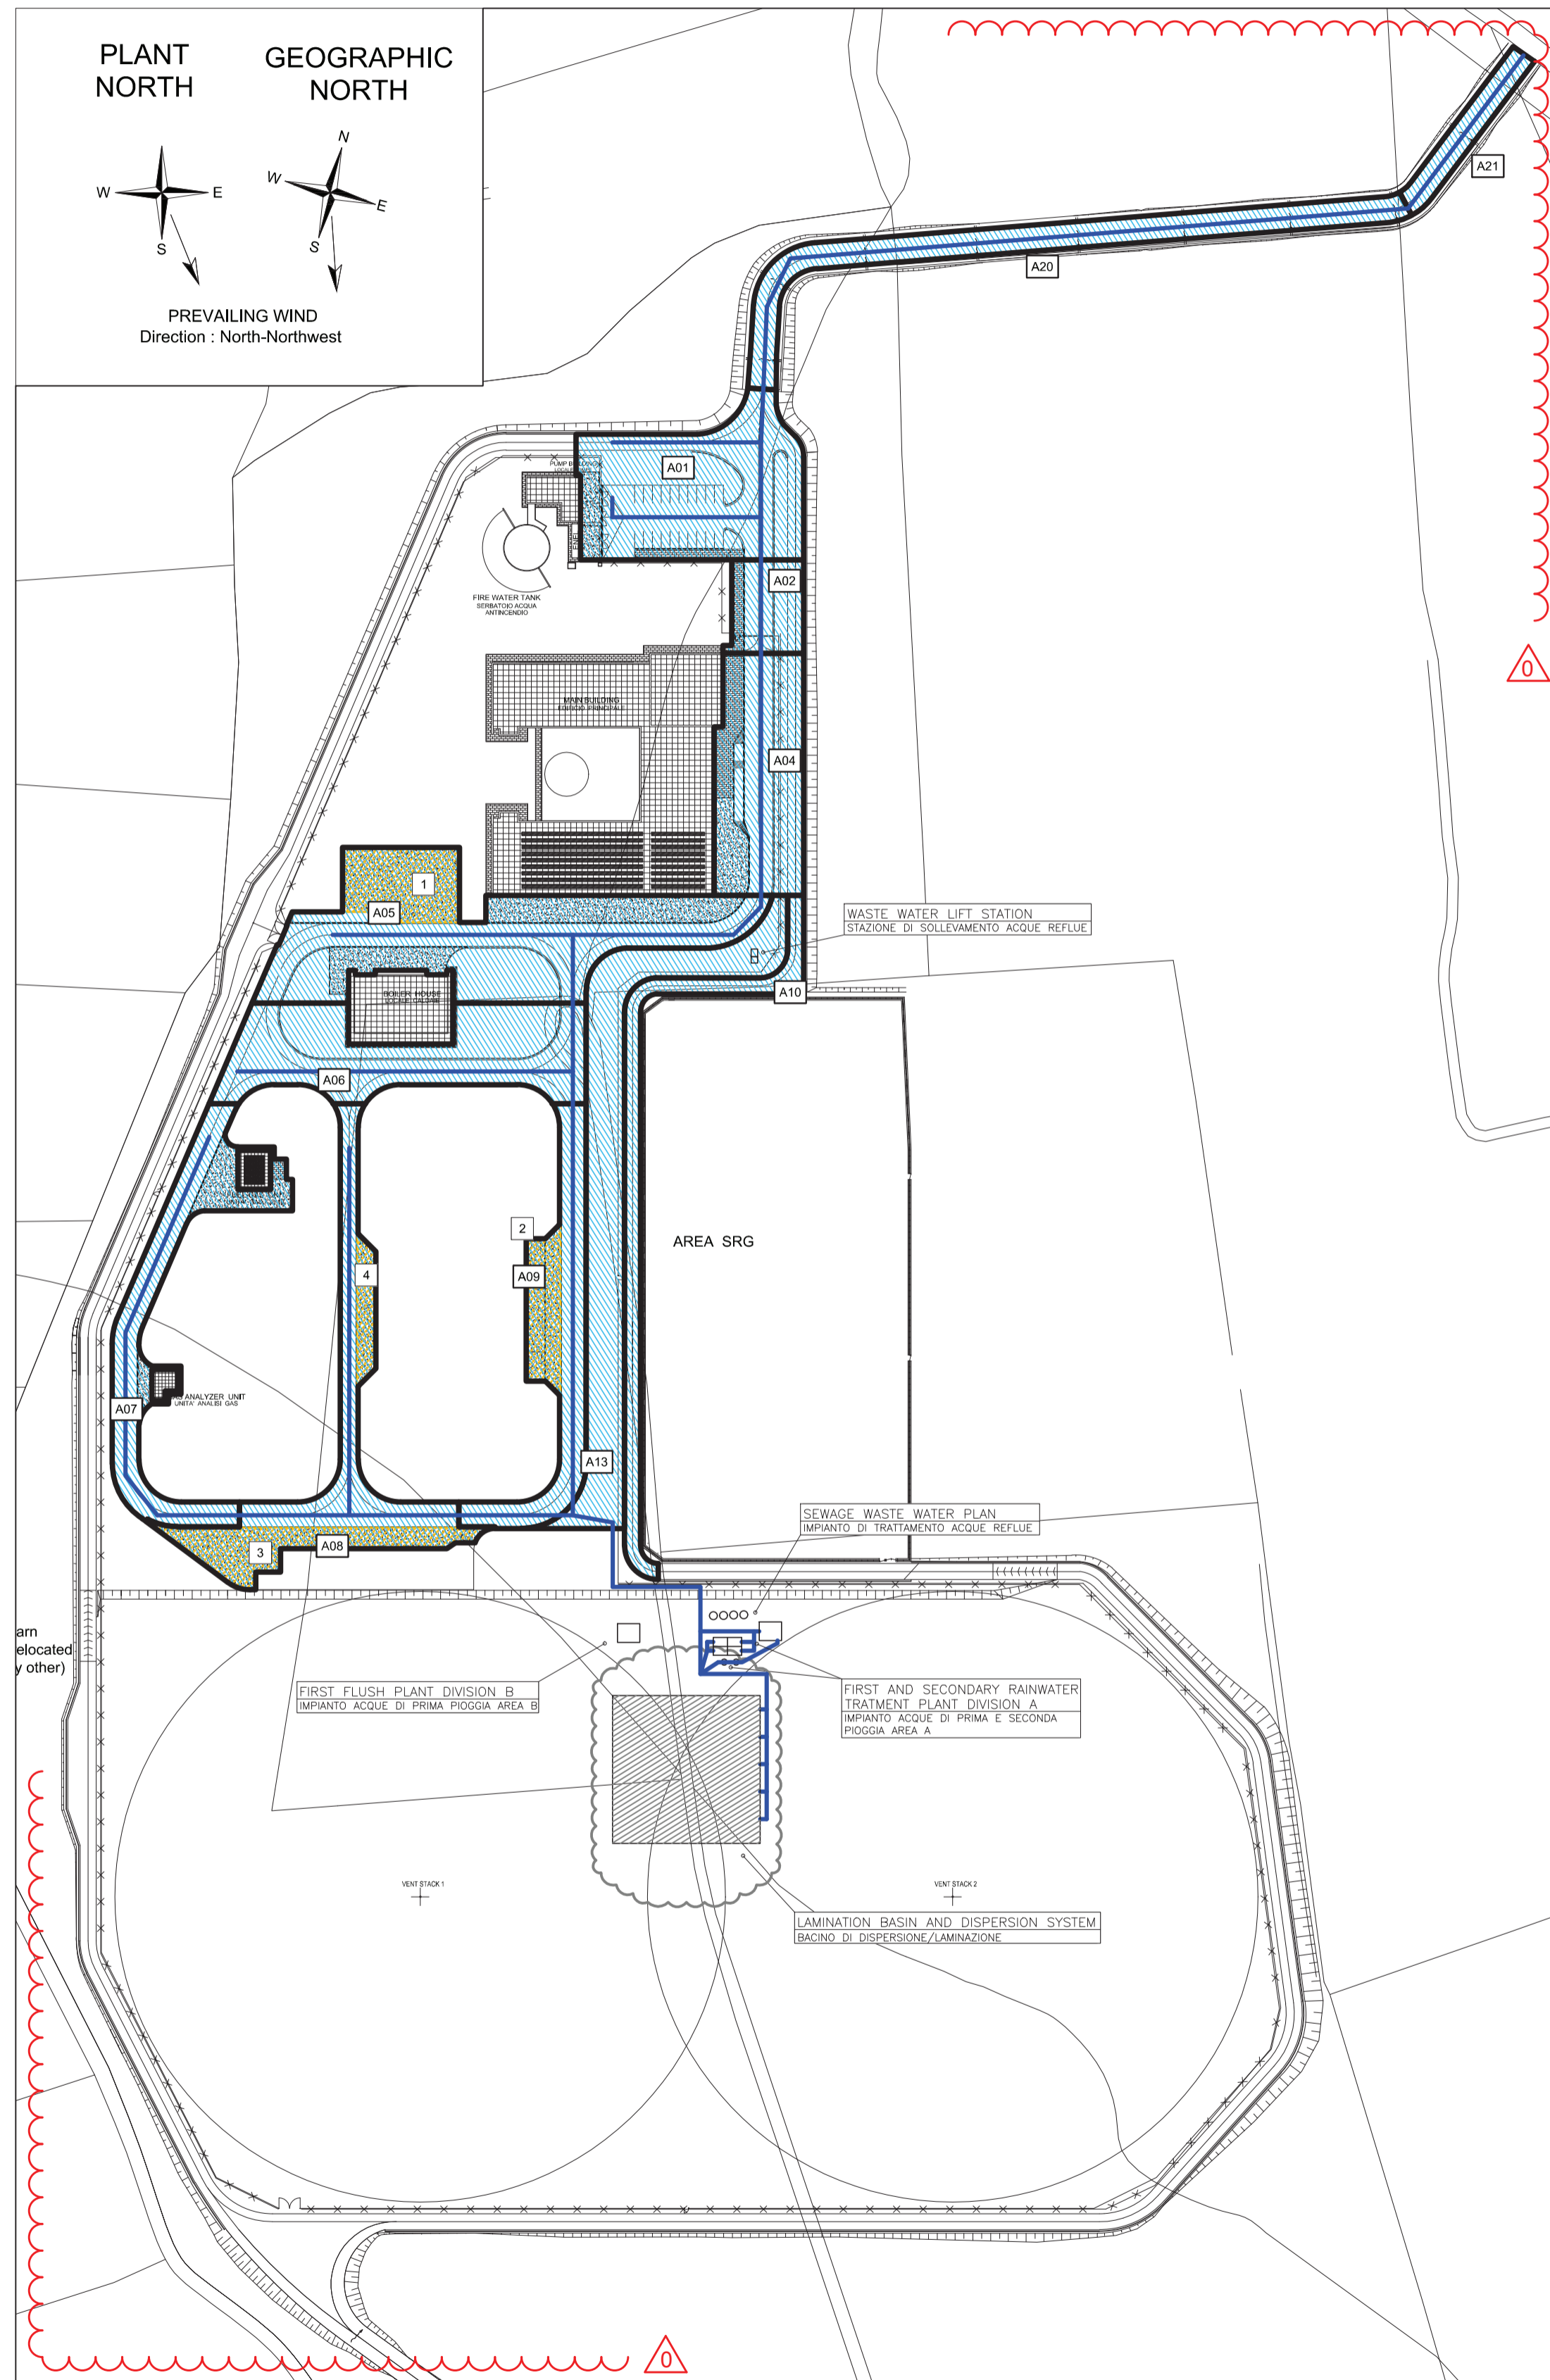 PLANT
NORTH
GEOGRAPHIC
NORTH
W
E
S
N
W
E
S
PREVAILING WIND
Direction : North-Northwest
A21
A20
A01
FIRE WATER TANK
SERBATOIO ACQUA
ANTINCENDIO
A02
0
MAIN BUILDING
EDIFICIO PRINCIPALE
A04
1
A05
WASTE WATER LIFT STATION
STAZIONE DI SOLLEVAMENTO ACQUE REFLUE
BOILER HOUSE
LOCALE CALDAIE
A10
A06
2
AREA SRG
4
A09
ANALYZER UNIT
UNITA' ANALISI GAS
A07
A13
SEWAGE WASTE WATER PLAN
IMPIANTO DI TRATTAMENTO ACQUE REFLUE
3
A08
arn
elocated
y other)
FIRST FLUSH PLANT DIVISION B
IMPIANTO ACQUE DI PRIMA PIOGGIA AREA B
FIRST AND SECONDARY RAINWATER
TRATMENT PLANT DIVISION A
IMPIANTO ACQUE DI PRIMA E SECONDA
PIOGGIA AREA A
VENT STACK 1
VENT STACK 2
LAMINATION BASIN AND DISPERSION SYSTEM
BACINO DI DISPERSIONE/LAMINAZIONE
0